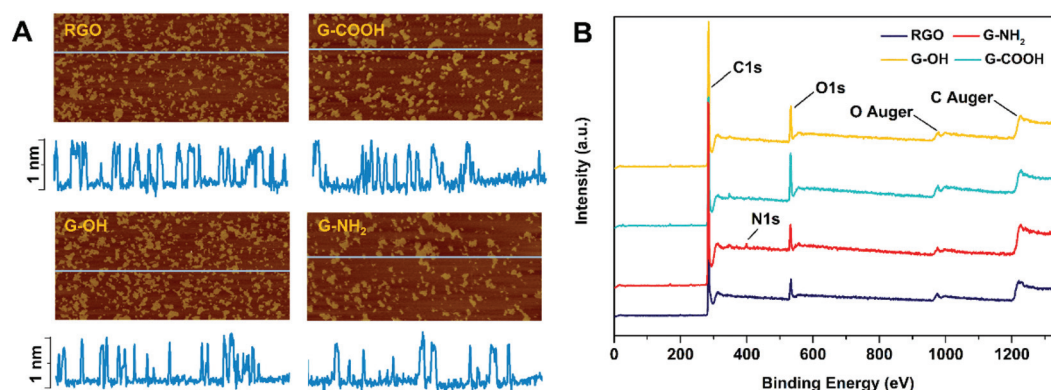 A
RGO
G-COOH
1 nm
G-OH
G-NH₂
1 nm
B
RGO
G-NH₂
G-OH
G-COOH
C1s
O1s
O Auger
C Auger
N1s
Intensity (a.u.)
0 200 400 600 800 1000 1200
Binding Energy (eV)